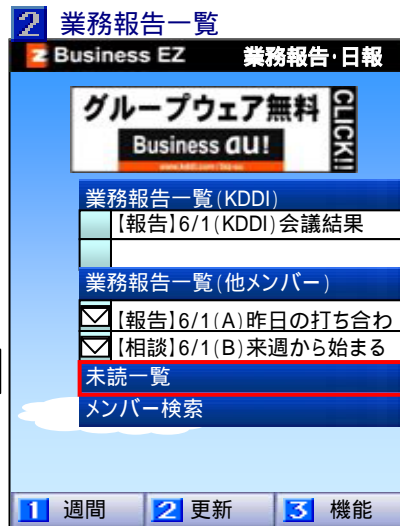 2 業務報告一覧
Business EZ 業務報告･日報
グループウェア無料
Business au!
www.kddi.com/biz-ez
CLICK!!
業務報告一覧(KDDI)
【報告】6/1(KDDI)会議結果
業務報告一覧(他メンバー)
【報告】6/1(A)昨日の打ち合わ
【相談】6/1(B)来週から始まる
未読一覧
メンバー検索
1 週間 2 更新 3 機能